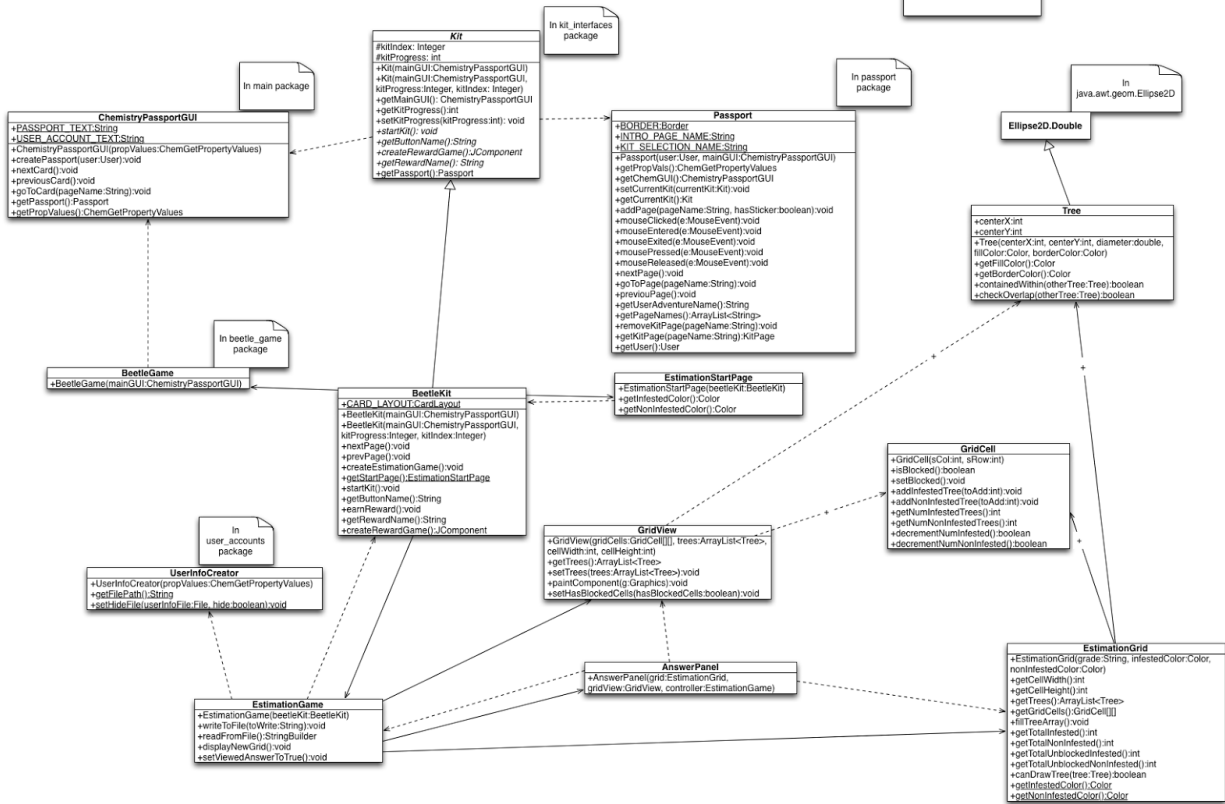 In kit_interfaces
package
Kit
#kitIndex: Integer
#kitProgress: int
+Kit(mainGUI:ChemistryPassportGUI)
+Kit(mainGUI:ChemistryPassportGUI,
kitProgress:Integer, kitIndex: Integer)
+getMainGUI(): ChemistryPassportGUI
+getKitProgress():int
+setKitProgress(kitProgress:int): void
+startKit(): void
+getButtonName():String
+createRewardGame():JComponent
+getRewardName(): String
+getPassport():Passport
In main package
ChemistryPassportGUI
+PASSPORT_TEXT:String
+USER_ACCOUNT_TEXT:String
+ChemistryPassportGUI(propValues:ChemGetPropertyValues)
+createPassport(user:User):void
+nextCard():void
+previousCard():void
+goToCard(pageName:String):void
+getPassport():Passport
+getPropValues():ChemGetPropertyValues
In passport
package
Passport
+BORDER:Border
+INTRO_PAGE_NAME:String
+KIT_SELECTION_NAME:String
+Passport(user:User, mainGUI:ChemistryPassportGUI)
+getPropVals():ChemGetPropertyValues
+getChemGUI():ChemistryPassportGUI
+setCurrentKit(currentKit:Kit):void
+getCurrentKit():Kit
+addPage(pageName:String, hasSticker:boolean):void
+mouseClicked(e:MouseEvent):void
+mouseEntered(e:MouseEvent):void
+mouseExited(e:MouseEvent):void
+mousePressed(e:MouseEvent):void
+mouseReleased(e:MouseEvent):void
+nextPage():void
+goToPage(pageName:String):void
+previouPage():void
+getUserAdventureName():String
+getPageNames():ArrayList<String>
+removeKitPage(pageName:String):void
+getKitPage(pageName:String):KitPage
+getUser():User
In
java.awt.geom.Ellipse2D
Ellipse2D.Double
Tree
+centerX:int
+centerY:int
+Tree(centerX:int, centerY:int, diameter:double,
fillColor:Color, borderColor:Color)
+getFillColor():Color
+getBorderColor():Color
+containedWithin(otherTree:Tree):boolean
+checkOverlap(otherTree:Tree):boolean
In beetle_game
package
BeetleGame
+BeetleGame(mainGUI:ChemistryPassportGUI)
BeetleKit
+CARD_LAYOUT:CardLayout
+BeetleKit(mainGUI:ChemistryPassportGUI)
+BeetleKit(mainGUI:ChemistryPassportGUI,
kitProgress:Integer, kitIndex:Integer)
+nextPage():void
+prevPage():void
+createEstimationGame():void
+getStartPage():EstimationStartPage
+startKit():void
+getButtonName():String
+earnReward():void
+getRewardName():String
+createRewardGame():JComponent
EstimationStartPage
+EstimationStartPage(beetleKit:BeetleKit)
+getInfestedColor():Color
+getNonInfestedColor():Color
+
+
GridCell
+GridCell(sCol:int, sRow:int)
+isBlocked():boolean
+setBlocked():void
+addInfestedTree(toAdd:int):void
+addNonInfestedTree(toAdd:int):void
+getNumInfestedTrees():int
+getNumNonInfestedTrees():int
+decrementNumInfested():boolean
+decrementNumNonInfested():boolean
+
+
GridView
+GridView(gridCells:GridCell[][], trees:ArrayList<Tree>,
cellWidth:int, cellHeight:int)
+getTrees():ArrayList<Tree>
+setTrees(trees:ArrayList<Tree>):void
+paintComponent(g:Graphics):void
+setHasBlockedCells(hasBlockedCells:boolean):void
In
user_accounts
package
UserInfoCreator
+UserInfoCreator(propValues:ChemGetPropertyValues)
+getFilePath():String
+setHideFile(userInfoFile:File, hide:boolean):void
AnswerPanel
+AnswerPanel(grid:EstimationGrid,
gridView:GridView, controller:EstimationGame)
EstimationGame
+EstimationGame(beetleKit:BeetleKit)
+writeToFile(toWrite:String):void
+readFromFile():StringBuilder
+displayNewGrid():void
+setViewedAnswerToTrue():void
EstimationGrid
+EstimationGrid(grade:String, infestedColor:Color,
nonInfestedColor:Color)
+getCellWidth():int
+getCellHeight():int
+getTrees():ArrayList<Tree>
+getGridCells():GridCell[][]
+fillTreeArray():void
+getTotalInfested():int
+getTotalNonInfested():int
+getTotalUnblockedInfested():int
+getTotalUnblockedNonInfested():int
+canDrawTree(tree:Tree):boolean
+getInfestedColor():Color
+getNonInfestedColor():Color